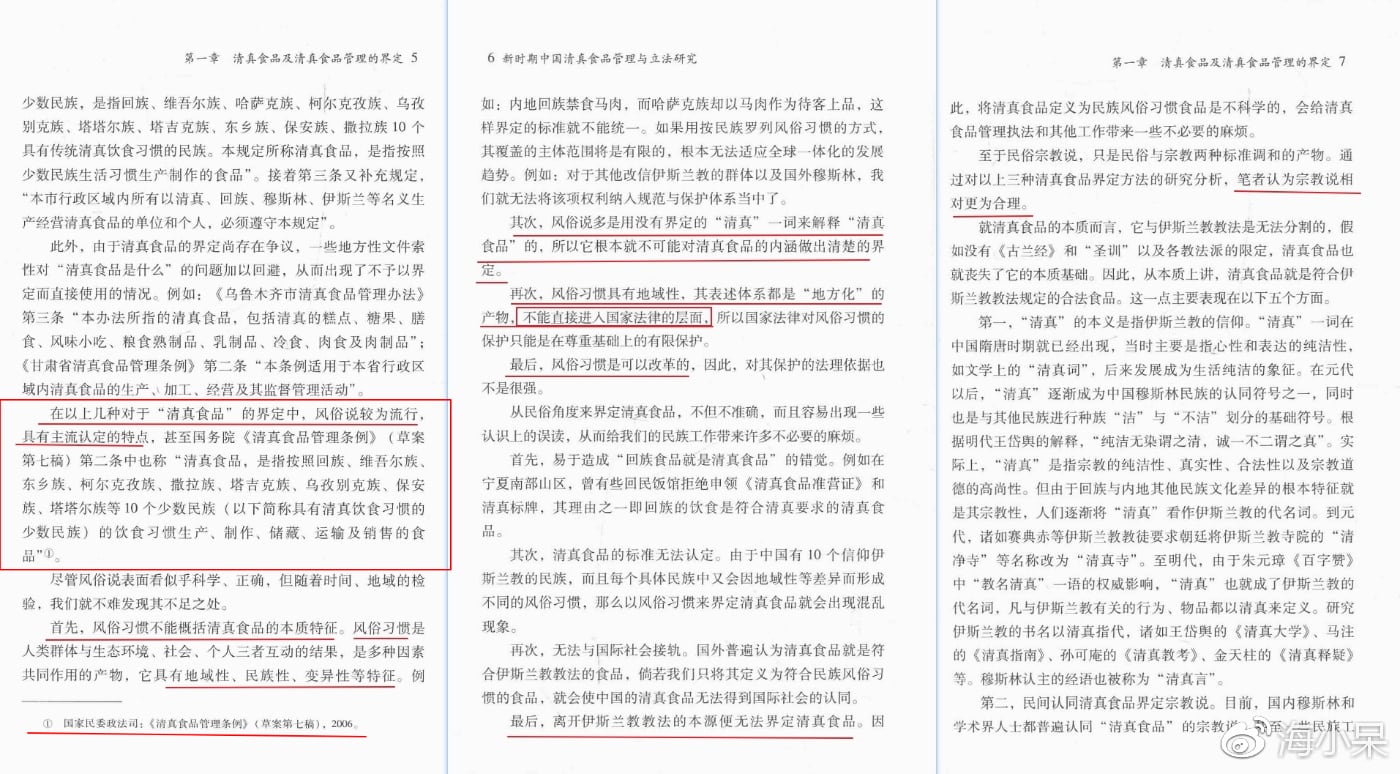 第一章　清真食品及清真食品管理的界定 5
少数民族，是指回族、维吾尔族、哈萨克族、柯尔克孜族、乌孜
别克族、塔塔尔族、塔吉克族、东乡族、保安族、撒拉族 10 个
具有传统清真饮食习惯的民族。本规定所称清真食品，是指按照
少数民族生活习惯生产制作的食品”。接着第三条又补充规定，
“本市行政区域内所有以清真、回族、穆斯林、伊斯兰等名义生
产经营清真食品的单位和个人，必须遵守本规定”。
此外，由于清真食品的界定尚存在争议，一些地方性文件索
性对“清真食品是什么”的问题加以回避，从而出现了不予以界
定而直接使用的情况。例如：《乌鲁木齐市清真食品管理办法》
第三条“本办法所指的清真食品，包括清真的糕点、糖果、膳
食、风味小吃、粮食熟制品、乳制品、冷食、肉食及肉制品”；
《甘肃省清真食品管理条例》第二条“本条例适用于本省行政区
域内清真食品的生产、加工、经营及其监督管理活动”。
在以上几种对于“清真食品”的界定中，风俗说较为流行，
具有主流认定的特点，甚至国务院《清真食品管理条例》（草案
第七稿）第二条中也称“清真食品，是指按照回族、维吾尔族、
东乡族、柯尔克孜族、撒拉族、塔吉克族、乌孜别克族、保安
族、塔塔尔族等 10 个少数民族（以下简称具有清真饮食习惯的
少数民族）的饮食习惯生产、制作、储藏、运输及销售的食
品”①。
尽管风俗说表面看似乎科学、正确，但随着时间、地域的检
验，我们就不难发现其不足之处。
首先，风俗习惯不能概括清真食品的本质特征。风俗习惯是
人类群体与生态环境、社会、个人三者互动的结果，是多种因素
共同作用的产物，它具有地域性、民族性、变异性等特征。例
①　国家民委政法司：《清真食品管理条例》（草案第七稿），2006。
6 新时期中国清真食品管理与立法研究
如：内地回族禁食马肉，而哈萨克族却以马肉作为待客上品，这
样界定的标准就不能统一。如果用按民族罗列风俗习惯的方式，
其覆盖的主体范围将是有限的，根本无法适应全球一体化的发展
趋势。例如：对于其他改信伊斯兰教的群体以及国外穆斯林，我
们就无法将该项权利纳入规范与保护体系当中了。
其次，风俗说多是用没有界定的“清真”一词来解释“清真
食品”的，所以它根本就不可能对清真食品的内涵做出清楚的界
定。
再次，风俗习惯具有地域性，其表述体系都是“地方化”的
产物，不能直接进入国家法律的层面，所以国家法律对风俗习惯的
保护只能是在尊重基础上的有限保护。
最后，风俗习惯是可以改革的，因此，对其保护的法理依据也
不是很强。
从民俗角度来界定清真食品，不但不准确，而且容易出现一些
认识上的误读，从而给我们的民族工作带来许多不必要的麻烦。
首先，易于造成“回族食品就是清真食品”的错觉。例如在
宁夏南部山区，曾有些回民饭馆拒绝申领《清真食品准营证》和
清真标牌，其理由之一即回族的饮食是符合清真要求的清真食
品。
其次，清真食品的标准无法认定。由于中国有 10 个信仰伊
斯兰教的民族，而且每个具体民族中又会因地域性等差异而形成
不同的风俗习惯，那么以风俗习惯来界定清真食品就会出现混乱
现象。
再次，无法与国际社会接轨。国外普遍认为清真食品就是符
合伊斯兰教教法的食品，倘若我们只将其定义为符合民族风俗习
惯的食品，就会使中国的清真食品无法得到国际社会的认同。
最后，离开伊斯兰教教法的本源便无法界定清真食品。因
第一章　清真食品及清真食品管理的界定 7
此，将清真食品定义为民族风俗习惯食品是不科学的，会给清真
食品管理执法和其他工作带来一些不必要的麻烦。
至于民俗宗教说，只是民俗与宗教两种标准调和的产物。通
过对以上三种清真食品界定方法的研究分析，笔者认为宗教说相
对更为合理。
就清真食品的本质而言，它与伊斯兰教教法是无法分割的，假
如没有《古兰经》和“圣训”以及各教法派的限定，清真食品也
就丧失了它的本质基础。因此，从本质上讲，清真食品就是符合伊
斯兰教教法规定的合法食品。这一点主要表现在以下五个方面。
第一，“清真”的本义是指伊斯兰教的信仰。“清真”一词在
中国隋唐时期就已经出现，当时主要是指心性和表达的纯洁性，
如文学上的“清真词”，后来发展成为生活纯洁的象征。在元代
以后，“清真”逐渐成为中国穆斯林民族的认同符号之一，同时
也是与其他民族进行种族“洁”与“不洁”划分的基础符号。根
据明代王岱舆的解释，“纯洁无染谓之清，诚一不二谓之真”。实
际上，“清真”是指宗教的纯洁性、真实性、合法性以及宗教道
德的高尚性。但由于回族与内地其他民族文化差异的根本特征就
是其宗教性，人们逐渐将“清真”看作伊斯兰教的代名词。到元
代，诸如赛典赤等伊斯兰教教徒要求朝廷将伊斯兰教寺院的“清
净寺”等名称改为“清真寺”。至明代，由于朱元璋《百字赞》
中“教名清真”一语的权威影响，“清真”也就成了伊斯兰教的
代名词，凡与伊斯兰教有关的行为、物品都以清真来定义。研究
伊斯兰教的书名以清真指代，诸如王岱舆的《清真大学》、马注
的《清真指南》、孙可庵的《清真教考》、金天柱的《清真释疑》
等。穆斯林认主的经语也被称为“清真言”。
第二，民间认同清真食品界定宗教说。目前，国内穆斯林和
学术界人士都普遍认同“清真食品”的宗教说，至一些民族工
海小呆